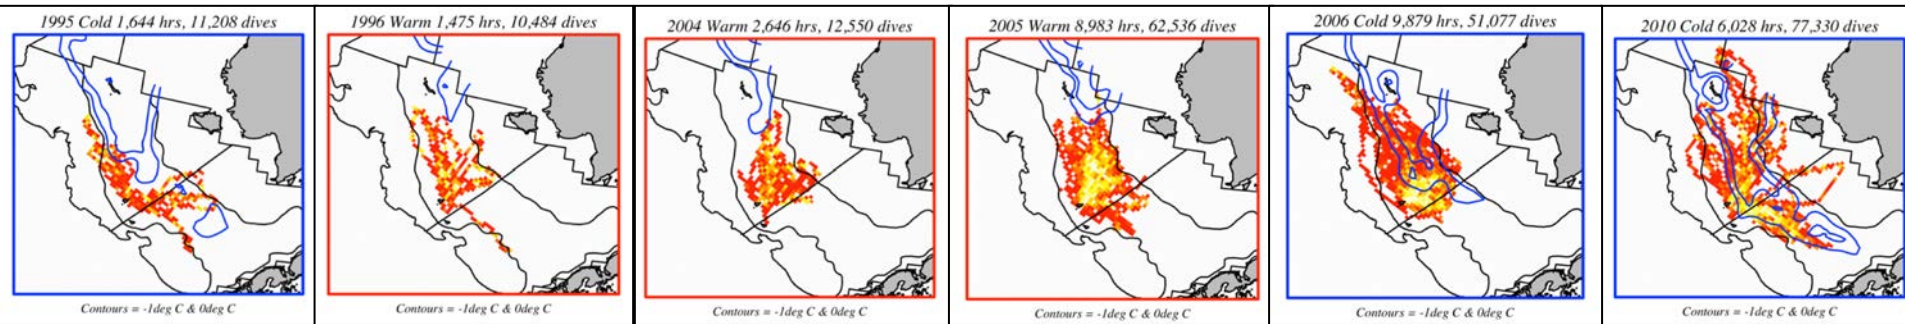 1995 Cold 1,644 hrs, 11,208 dives
1996 Warm 1,475 hrs, 10,484 dives
2004 Warm 2,646 hrs, 12,550 dives
2005 Warm 8,983 hrs, 62,536 dives
2006 Cold 9,879 hrs, 51,077 dives
2010 Cold 6,028 hrs, 77,330 dives
Contours = -1deg C & 0deg C
Contours = -1deg C & 0deg C
Contours = -1deg C & 0deg C
Contours = -1deg C & 0deg C
Contours = -1deg C & 0deg C
Contours = -1deg C & 0deg C